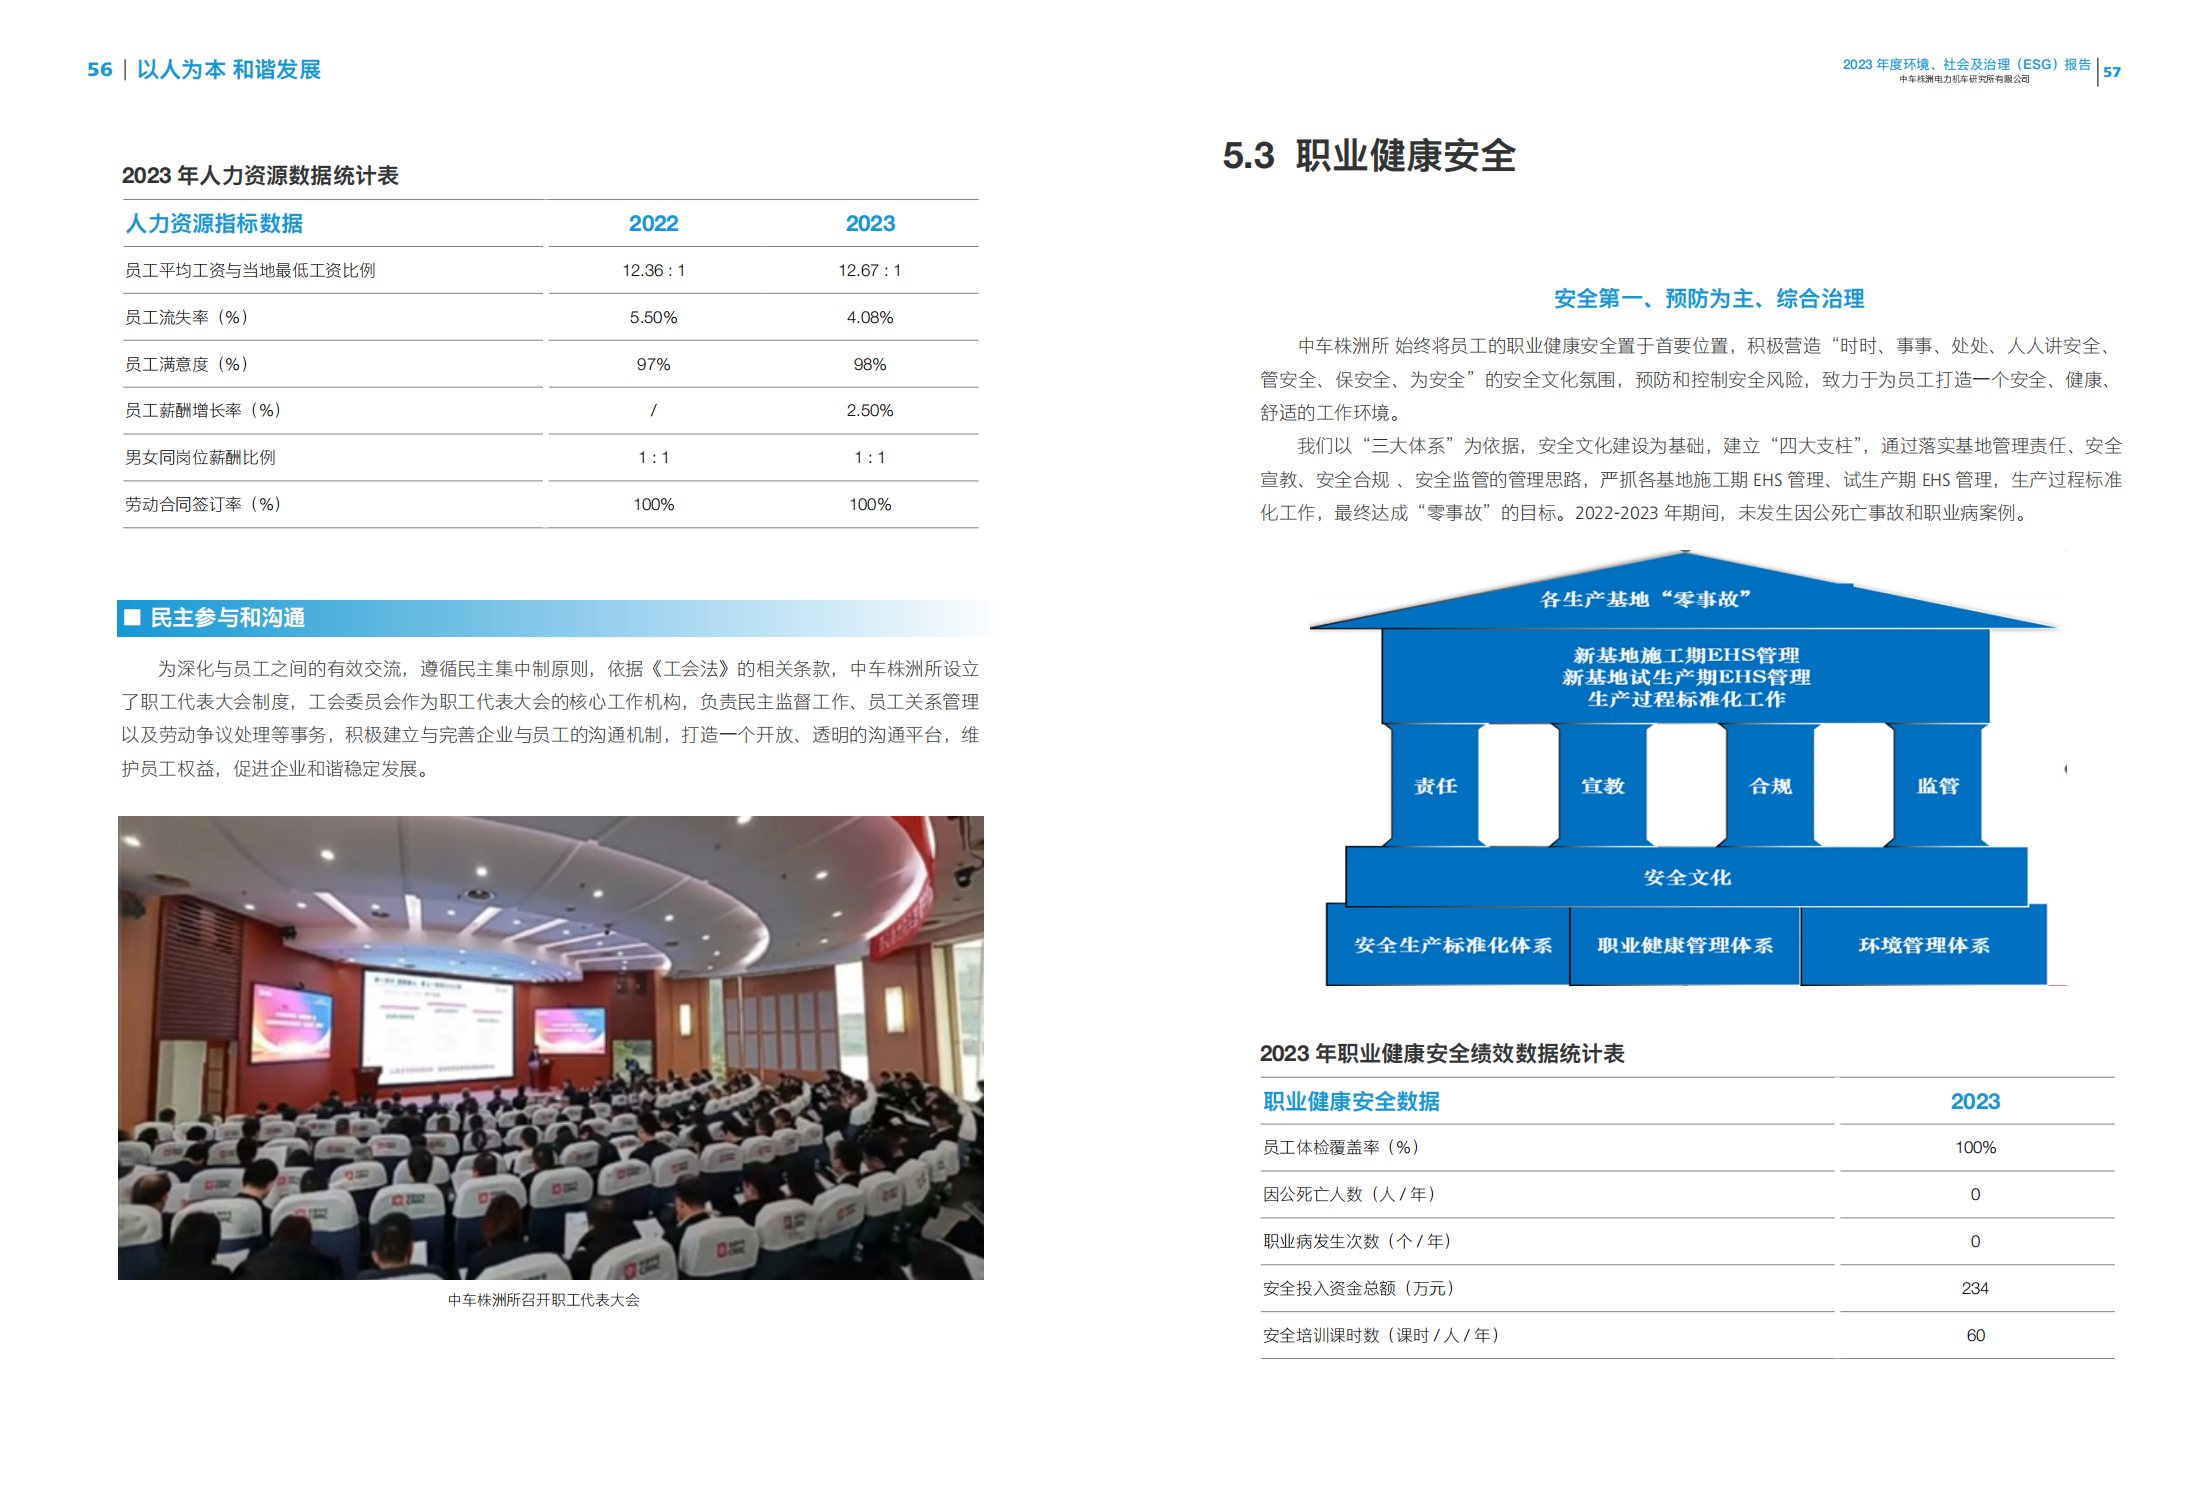 56 | 以人为本 和谐发展
2023 年人力资源数据统计表
人力资源指标数据 2022 2023
员工平均工资与当地最低工资比例 12.36 : 1 12.67 : 1
员工流失率（%） 5.50% 4.08%
员工满意度（%） 97% 98%
员工薪酬增长率（%） / 2.50%
男女同岗位薪酬比例 1 : 1 1 : 1
劳动合同签订率（%） 100% 100%
民主参与和沟通
为深化与员工之间的有效交流，遵循民主集中制原则，依据《工会法》的相关条款，中车株洲所设立
了职工代表大会制度，工会委员会作为职工代表大会的核心工作机构，负责民主监督工作、员工关系管理
以及劳动争议处理等事务，积极建立与完善企业与员工的沟通机制，打造一个开放、透明的沟通平台，维
护员工权益，促进企业和谐稳定发展。
中车株洲所召开职工代表大会
2023 年度环境、社会及治理（ESG）报告
中车株洲电力机车研究所有限公司
57
5.3 职业健康安全
安全第一、预防为主、综合治理
中车株洲所 始终将员工的职业健康安全置于首要位置，积极营造“时时、事事、处处、人人讲安全、
管安全、保安全、为安全”的安全文化氛围，预防和控制安全风险，致力于为员工打造一个安全、健康、
舒适的工作环境。
我们以“三大体系”为依据，安全文化建设为基础，建立“四大支柱”，通过落实基地管理责任、安全
宣教、安全合规 、安全监管的管理思路，严抓各基地施工期 EHS 管理、试生产期 EHS 管理，生产过程标准
化工作，最终达成“零事故”的目标。2022-2023 年期间，未发生因公死亡事故和职业病案例。
各生产基地“零事故”
新基地施工期EHS管理
新基地试生产期EHS管理
生产过程标准化工作
责任 宣教 合规 监管
安全文化
安全生产标准化体系 职业健康管理体系 环境管理体系
2023 年职业健康安全绩效数据统计表
职业健康安全数据 2023
员工体检覆盖率（%） 100%
因公死亡人数（人 / 年） 0
职业病发生次数（个 / 年） 0
安全投入资金总额（万元） 234
安全培训课时数（课时 / 人 / 年） 60